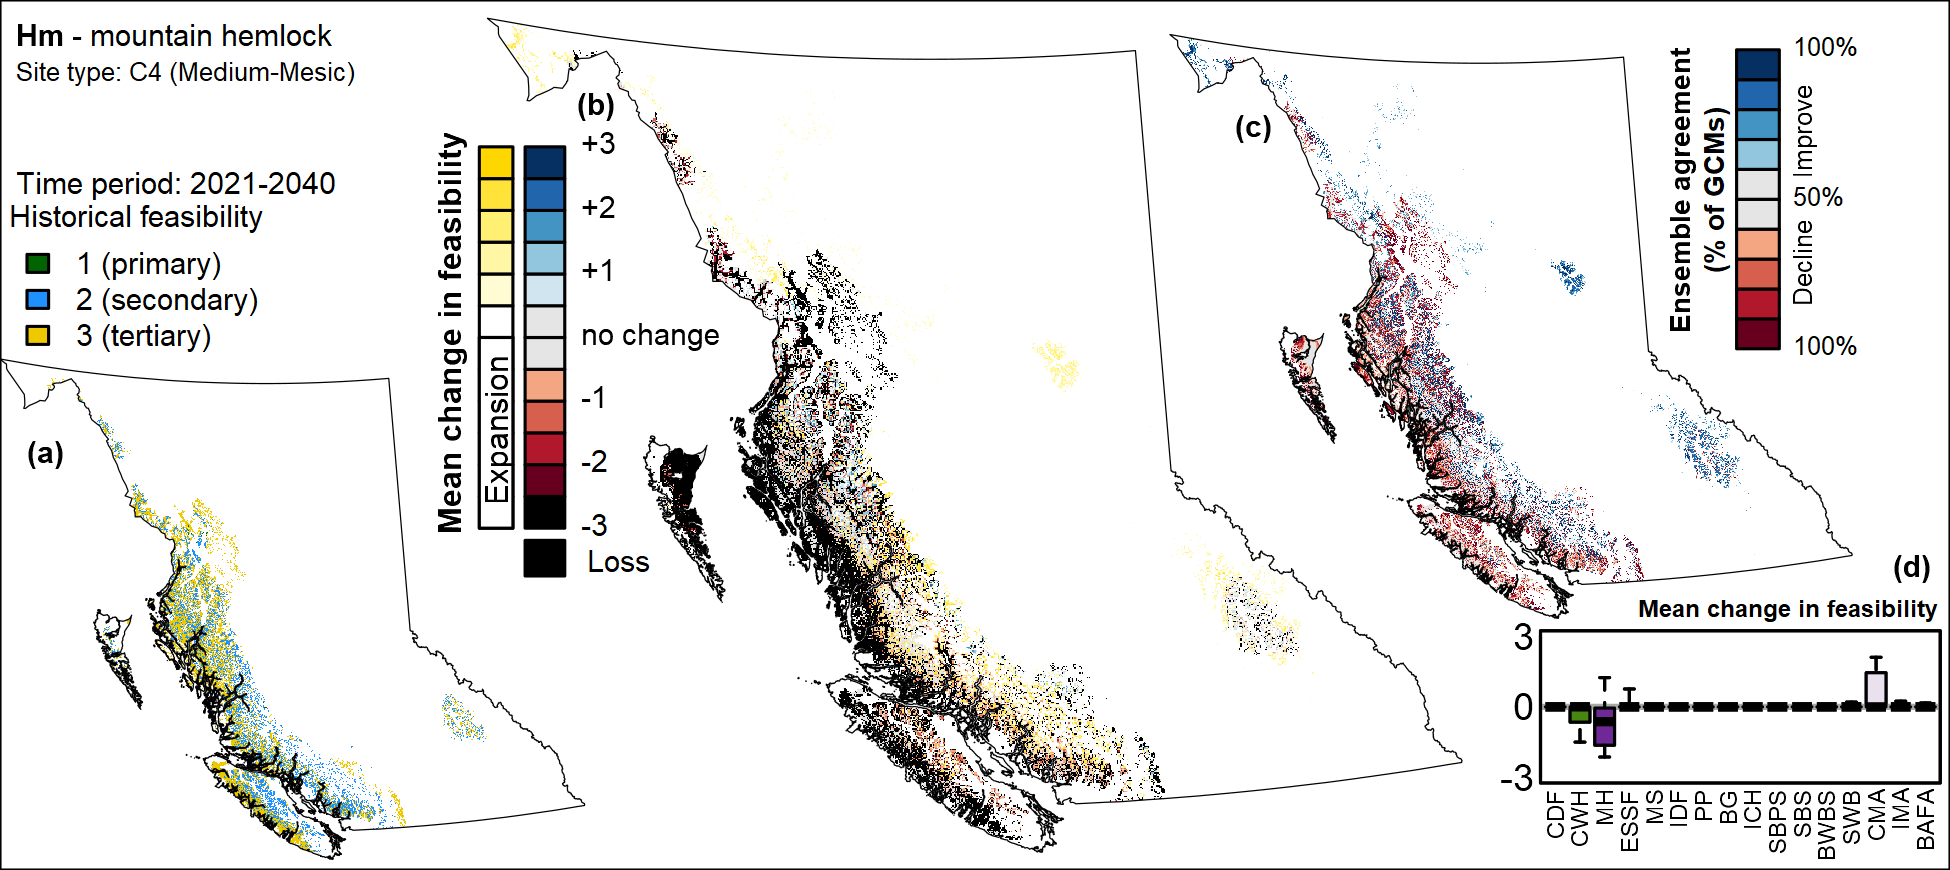 Hm - mountain hemlock
Site type: C4 (Medium-Mesic)
Time period: 2021-2040
Historical feasibility
1 (primary)
2 (secondary)
3 (tertiary)
(a)
(b)
Mean change in feasibility
Expansion
+3
+2
+1
no change
-1
-2
-3
Loss
(c)
Ensemble agreement
(% of GCMs)
100%
Improve
50%
Decline
100%
(d)
Mean change in feasibility
3
0
-3
CDF
CWH
MH
ESSF
MS
IDF
PP
BG
ICH
SBPS
SBS
BWBS
SWB
CMA
IMA
BAFA